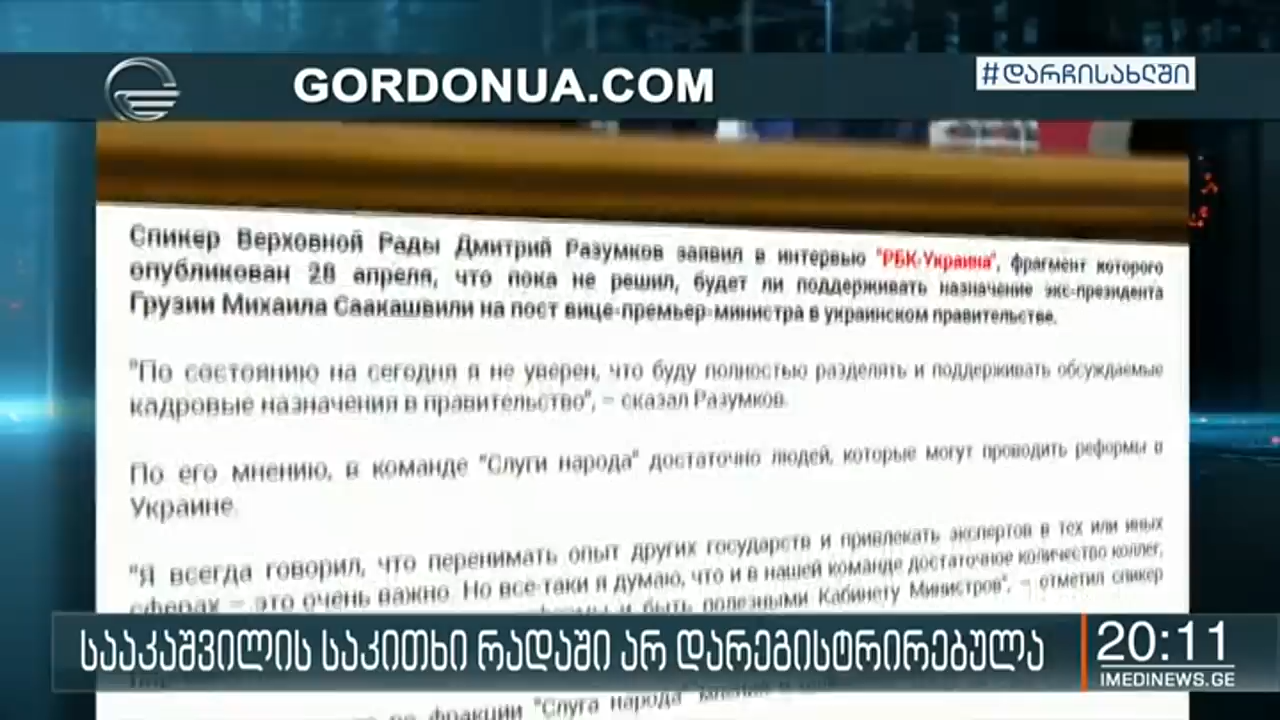 GORDONUA.COM
#დარჩისახლში
Спикер Верховной Рады Дмитрий Разумков заявил в интервью "РБК-Украина", фрагмент которого
опубликован 28 апреля, что пока не решил, будет ли поддерживать назначение экс-президента
Грузии Михаила Саакашвили на пост вице-премьер-министра в украинском правительстве.
"По состоянию на сегодня я не уверен, что буду полностью разделять и поддерживать обсуждаемые
кадровые назначения в правительство", – сказал Разумков.
По его мнению, в команде "Слуги народа" достаточно людей, которые могут проводить реформы в
Украине.
"Я всегда говорил, что перенимать опыт других государств и привлекать экспертов в тех или иных
сферах – это очень важно. Но все-таки я думаю, что и в нашей команде достаточное количество коллег,
и быть полезными Кабинету Министров", – отметил спикер
სააკაშვილის საკითხი რადაში არ დარეგისტრირებულა
20:11
IMEDINEWS.GE
фракции "Слуга народа"